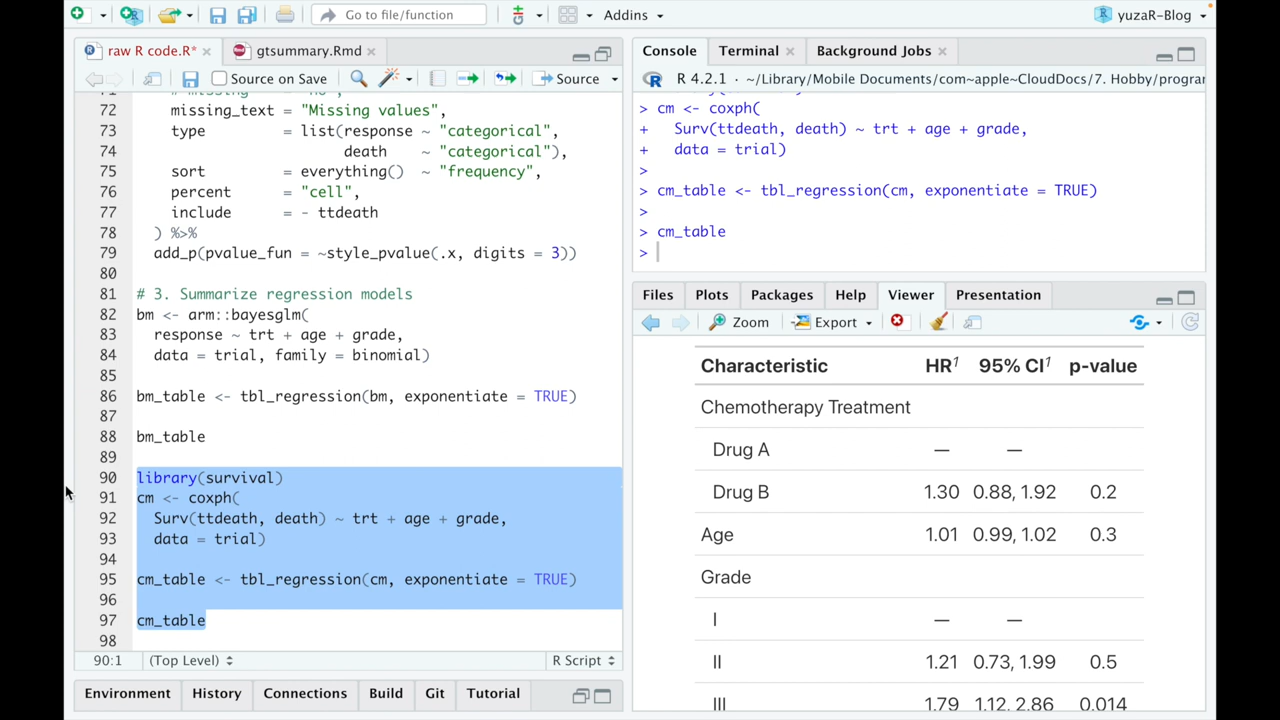 Go to file/function
Addins
yuzaR-Blog
raw R code.R*
gtsummary.Rmd
Source on Save
Source
72 missing_text = "Missing values",
73 type = list(response ~ "categorical",
74 death ~ "categorical"),
75 sort = everything() ~ "frequency",
76 percent = "cell",
77 include = - ttdeath
78 ) %>%
79 add_p(pvalue_fun = ~style_pvalue(.x, digits = 3))
80
81 # 3. Summarize regression models
82 bm <- arm::bayesglm(
83 response ~ trt + age + grade,
84 data = trial, family = binomial)
85
86 bm_table <- tbl_regression(bm, exponentiate = TRUE)
87
88 bm_table
89
90 library(survival)
91 cm <- coxph(
92 Surv(ttdeath, death) ~ trt + age + grade,
93 data = trial)
94
95 cm_table <- tbl_regression(cm, exponentiate = TRUE)
96
97 cm_table
98
90:1 (Top Level) R Script
Environment History Connections Build Git Tutorial
Console Terminal Background Jobs
R 4.2.1 · ~/Library/Mobile Documents/com~apple~CloudDocs/7. Hobby/progra
> cm <- coxph(
+ Surv(ttdeath, death) ~ trt + age + grade,
+ data = trial)
>
> cm_table <- tbl_regression(cm, exponentiate = TRUE)
>
> cm_table
>
Files Plots Packages Help Viewer Presentation
Zoom Export
Characteristic HR1 95% CI1 p-value
Chemotherapy Treatment
Drug A — —
Drug B 1.30 0.88, 1.92 0.2
Age 1.01 0.99, 1.02 0.3
Grade
I — —
II 1.21 0.73, 1.99 0.5
III 1.79 1.12, 2.86 0.014